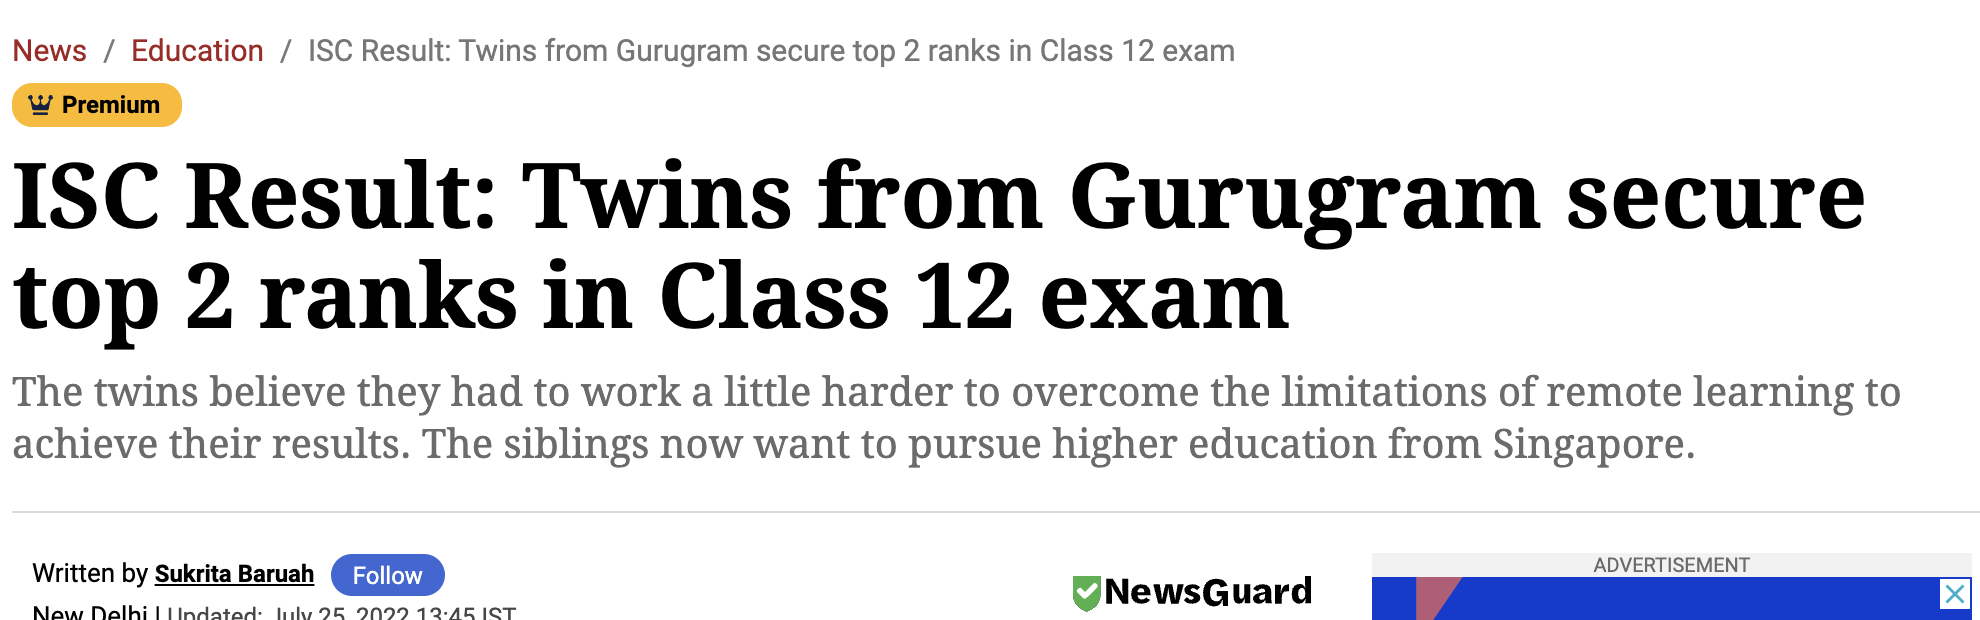 News / Education / ISC Result: Twins from Gurugram secure top 2 ranks in Class 12 exam
Premium
ISC Result: Twins from Gurugram secure
top 2 ranks in Class 12 exam
The twins believe they had to work a little harder to overcome the limitations of remote learning to
achieve their results. The siblings now want to pursue higher education from Singapore.
Written by Sukrita Baruah Follow
New Delhi | Updated: July 25, 2022 13:45 IST
NewsGuard
ADVERTISEMENT